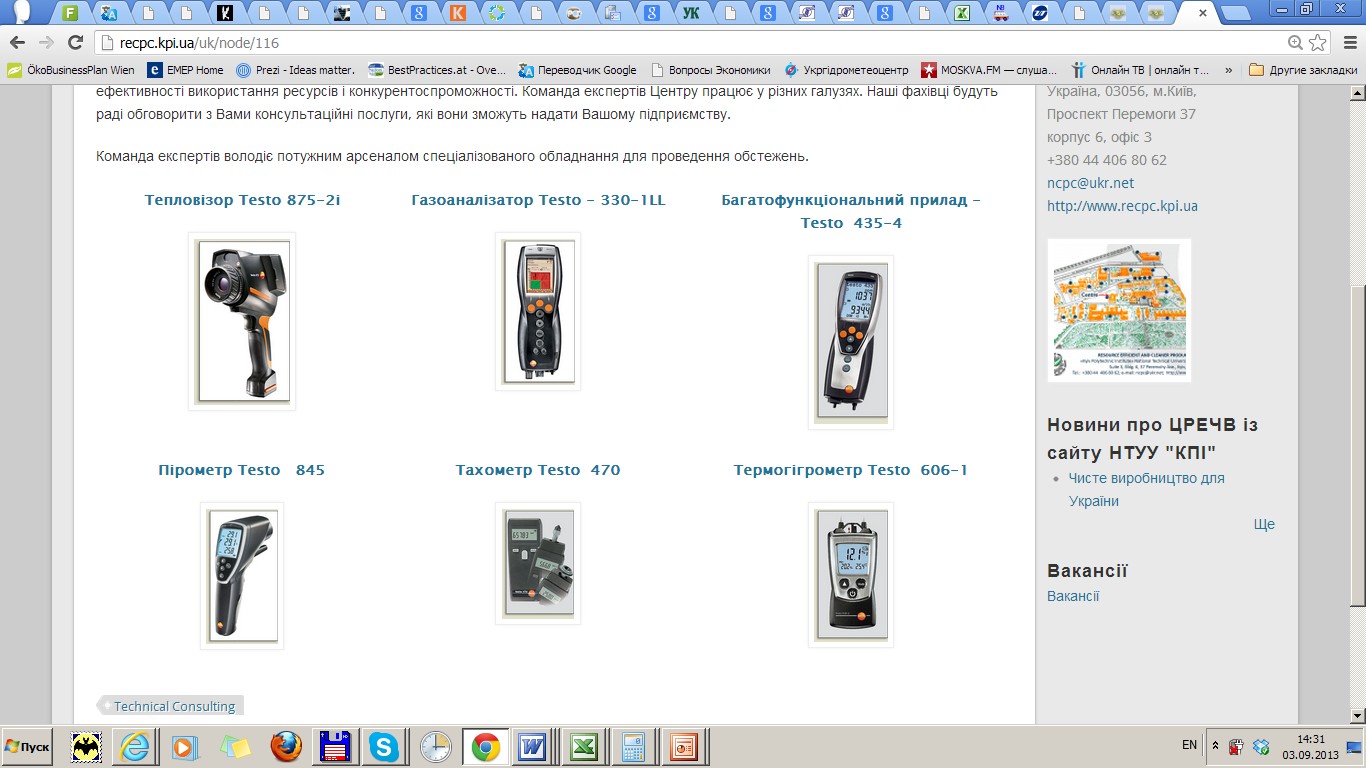 recpc.kpi.ua/uk/node/116
ÖkoBusinessPlan Wien
EMEP Home
Prezi - Ideas matter.
BestPractices.at - Ove...
Переводчик Google
Вопросы Экономики
Укргідрометеоцентр
MOSKVA.FM — слуша...
Онлайн ТВ | онлайн т...
»
Другие закладки
ефективності використання ресурсів і конкурентоспроможності. Команда експертів Центру працює у різних галузях. Наші фахівці будуть
раді обговорити з Вами консультаційні послуги, які вони зможуть надати Вашому підприємству.
Команда експертів володіє потужним арсеналом спеціалізованого обладнання для проведення обстежень.
Тепловізор Testo 875-2i
Газоаналізатор Testo - 330-1LL
Багатофункціональний прилад -
Testo 435-4
Пірометр Testo 845
Тахометр Testo 470
Термогігрометр Testo 606-1
Technical Consulting
Україна, 03056, м.Київ,
Проспект Перемоги 37
корпус 6, офіс 3
+380 44 406 80 62
ncpc@ukr.net
http://www.recpc.kpi.ua
Centre
Новини про ЦРЕЧВ із
сайту НТУУ "КПІ"
Чисте виробництво для
України
Ще
Вакансії
Вакансії
Пуск
EN
14:31
03.09.2013